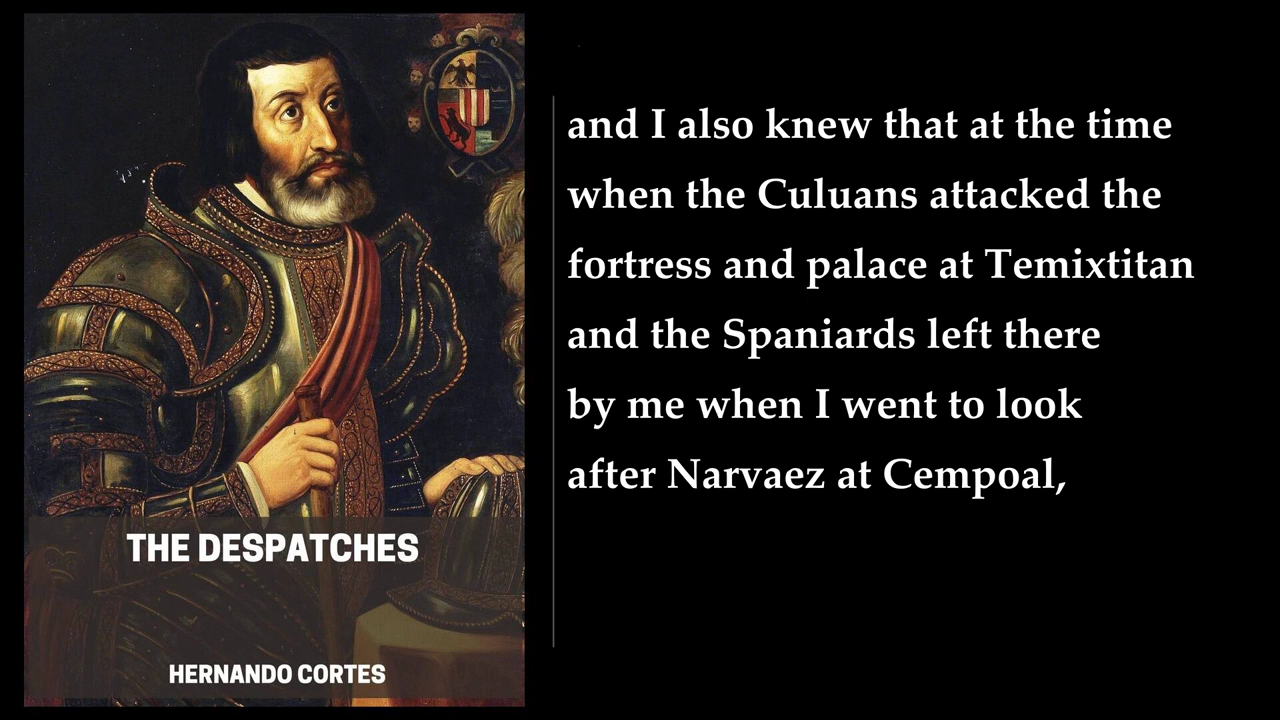 THE DESPATCHES
HERNANDO CORTES
and I also knew that at the time
when the Culuans attacked the
fortress and palace at Temixtitan
and the Spaniards left there
by me when I went to look
after Narvaez at Cempoal,